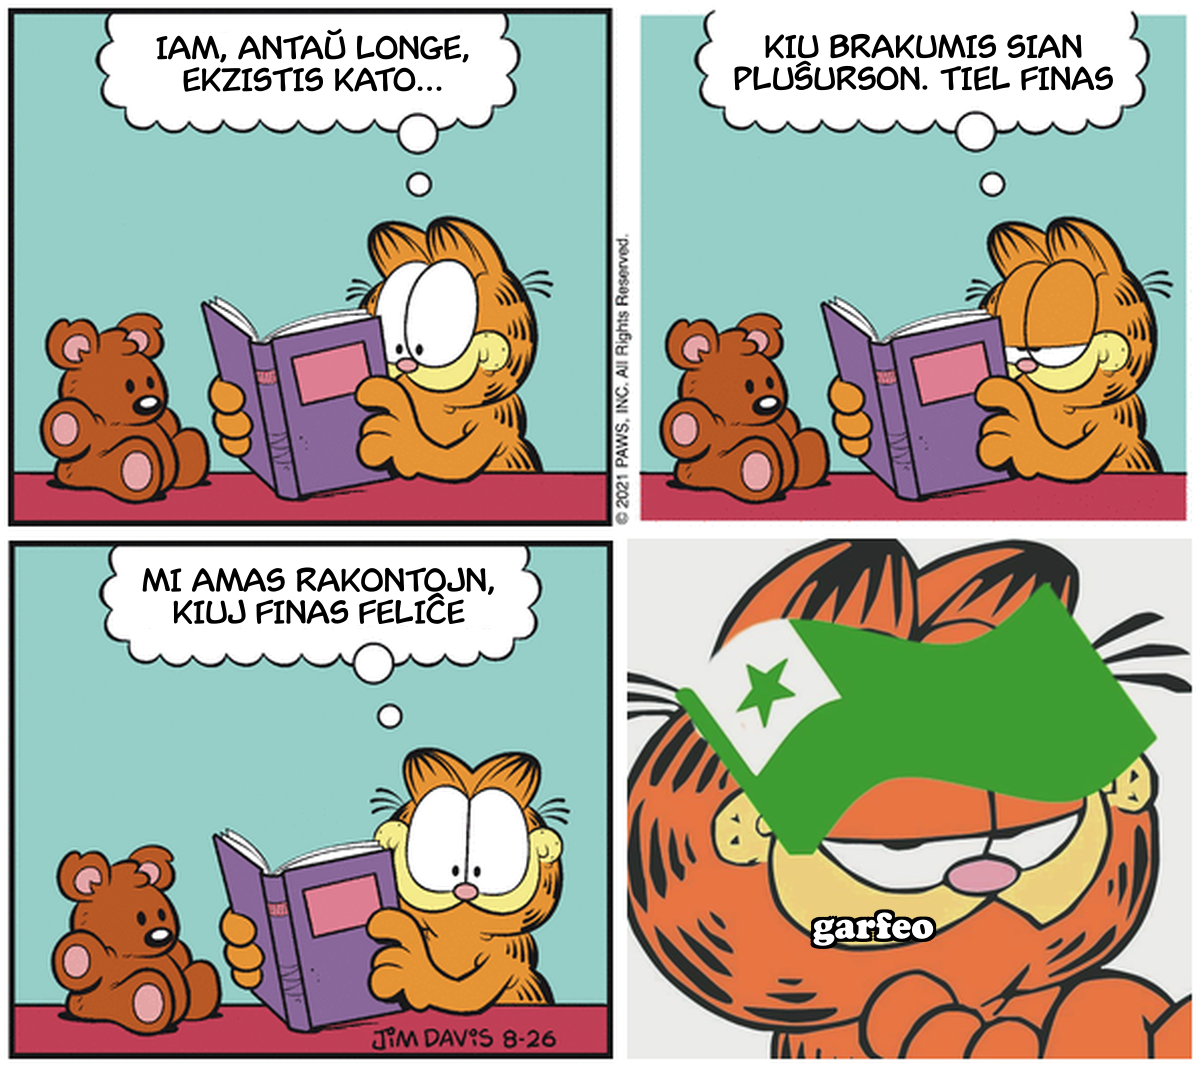 IAM, ANTAŬ LONGE,
EKZISTIS KATO...
KIU BRAKUMIS SIAN
PLUŜURSON. TIEL FINAS
© 2021 PAWS, INC. All Rights Reserved.
MI AMAS RAKONTOJN,
KIUJ FINAS FELIĈE
JIM DAVIS 8-26
garfeo